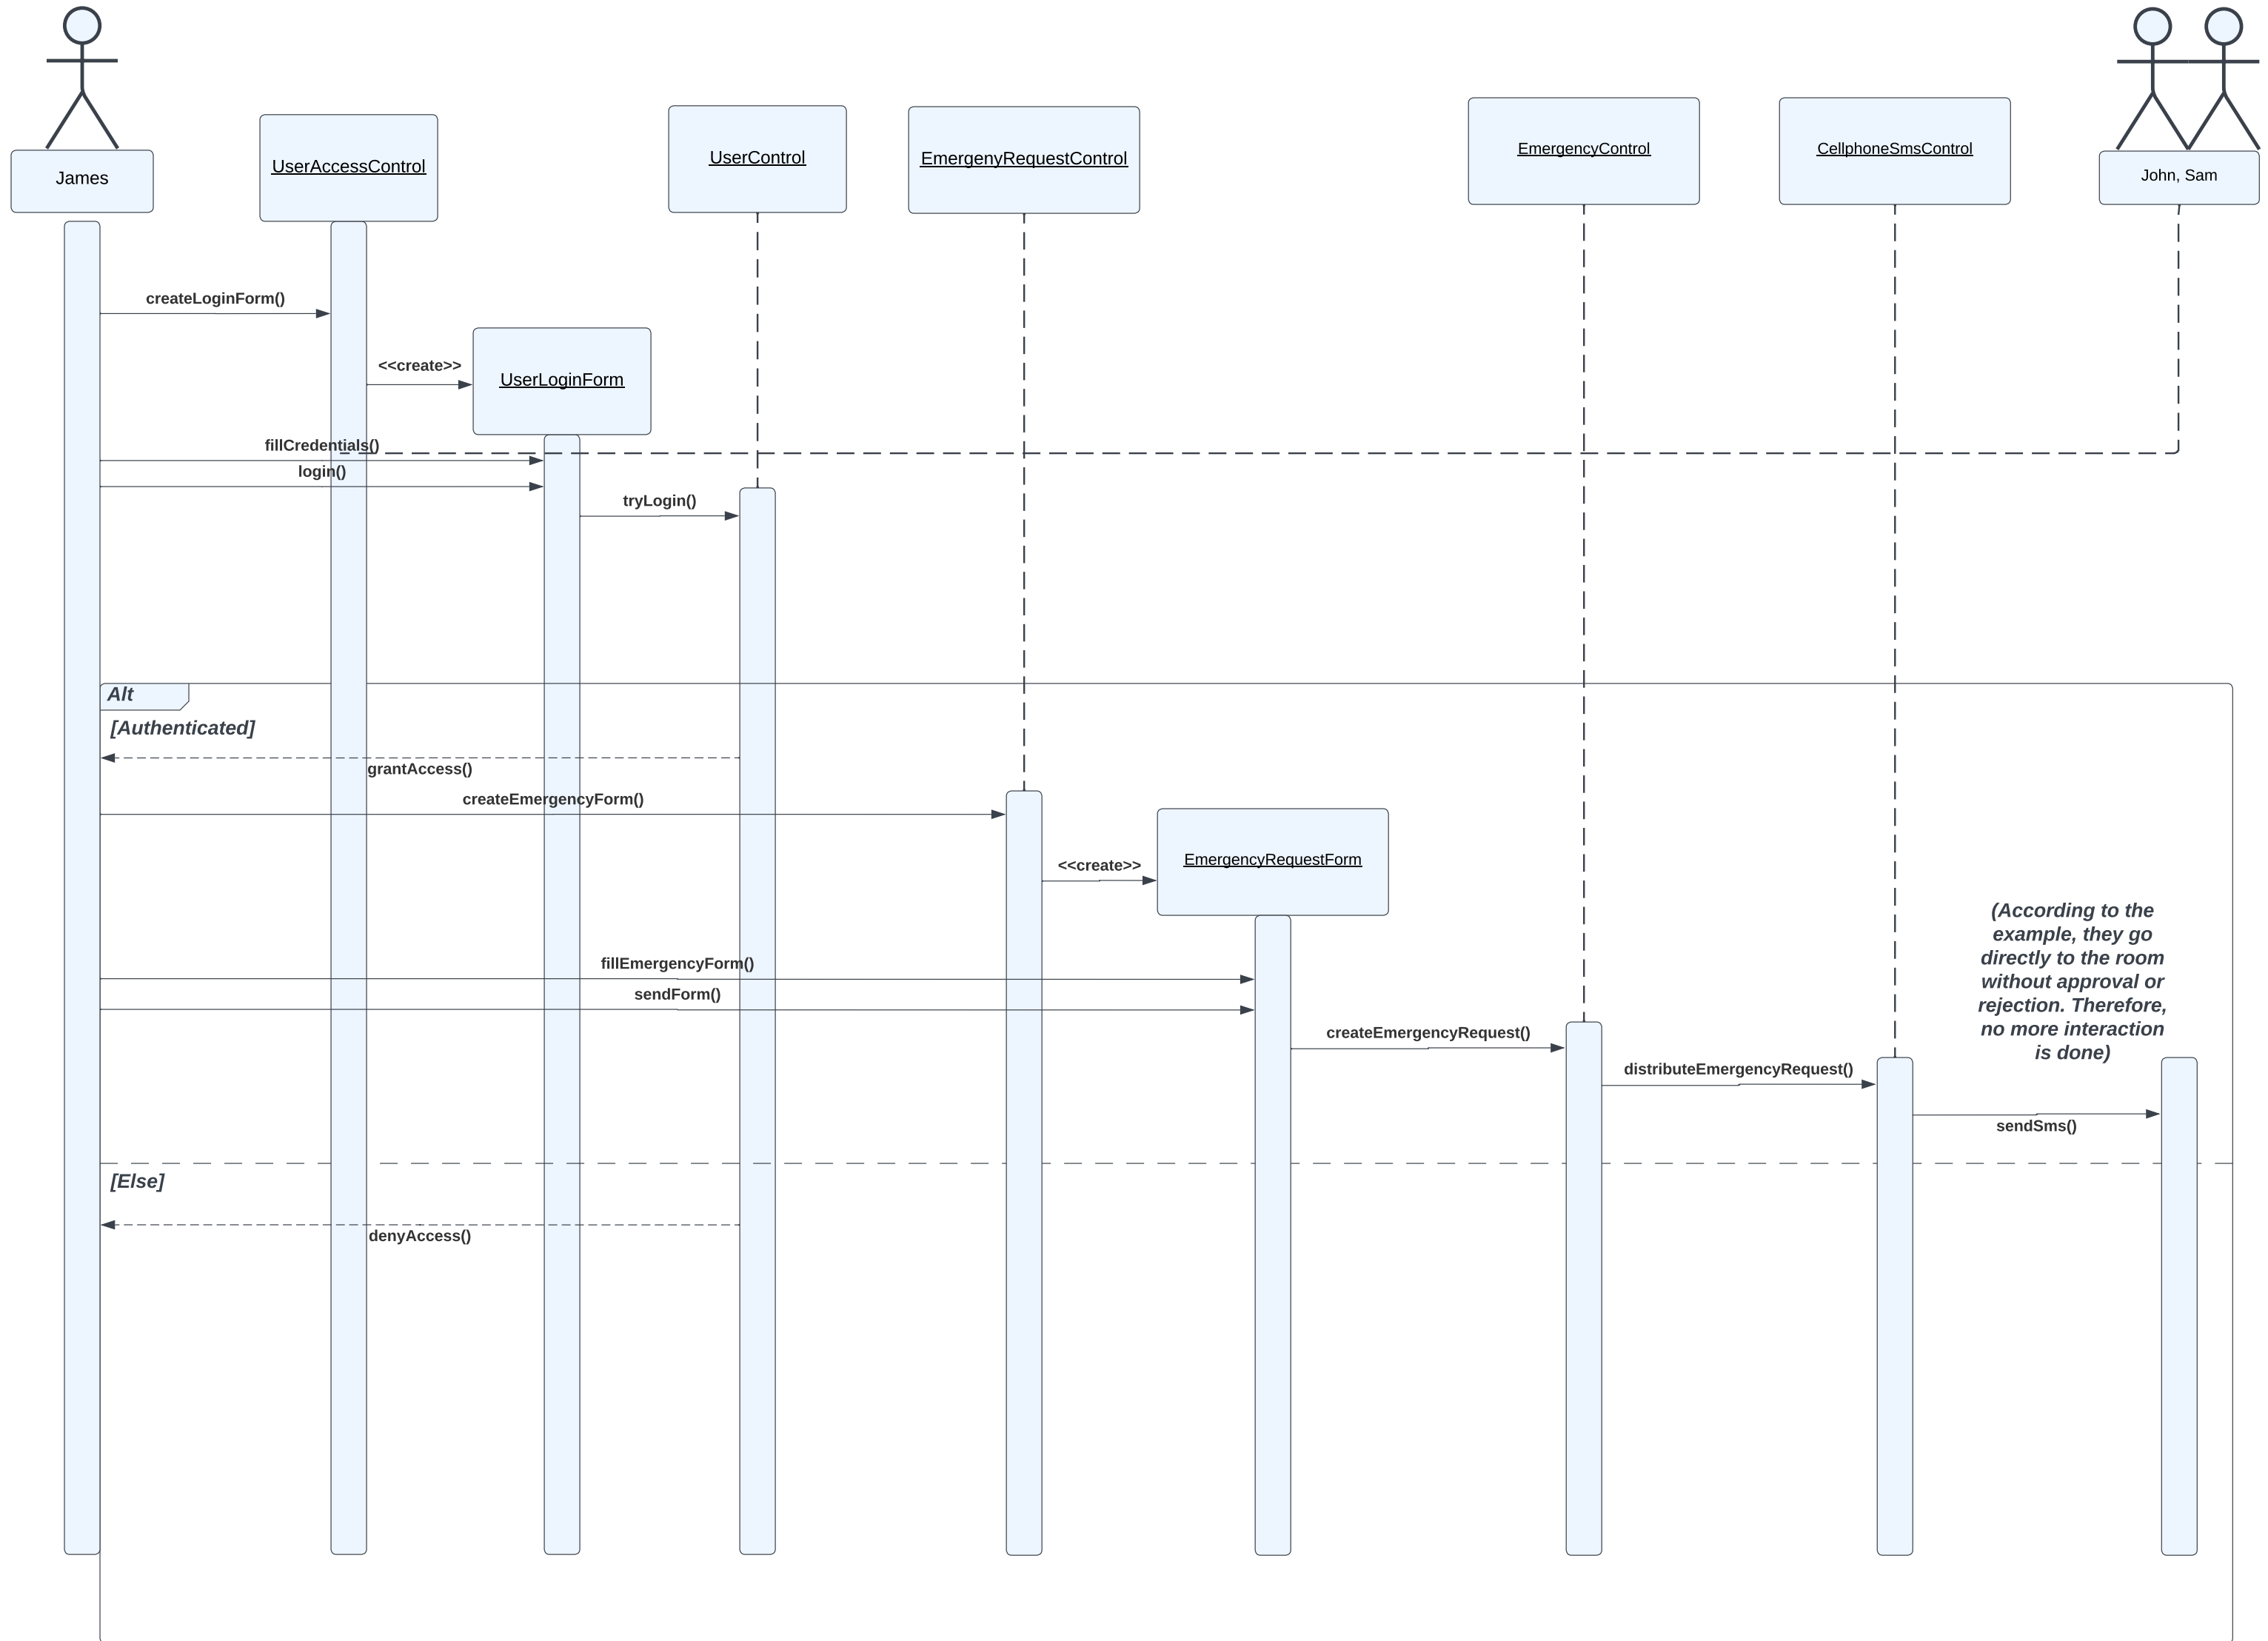 James
UserAccessControl
UserControl
EmergenyRequestControl
EmergencyControl
CellphoneSmsControl
John, Sam
createLoginForm()
<<create>>
UserLoginForm
fillCredentials()
login()
tryLogin()
Alt
[Authenticated]
grantAccess()
createEmergencyForm()
<<create>>
EmergencyRequestForm
(According to the
example, they go
directly to the room
without approval or
rejection. Therefore,
no more interaction
is done)
fillEmergencyForm()
sendForm()
createEmergencyRequest()
distributeEmergencyRequest()
sendSms()
[Else]
denyAccess()